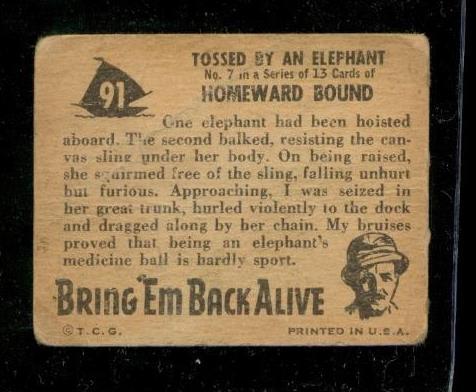 91
TOSSED BY AN ELEPHANT
No. 7 in a Series of 13 Cards of
HOMEWARD BOUND
One elephant had been hoisted
aboard. The second balked, resisting the can-
vas sling under her body. On being raised,
she squirmed free of the sling, falling unhurt
but furious. Approaching, I was seized in
her great trunk, hurled violently to the dock
and dragged along by her chain. My bruises
proved that being an elephant's
medicine ball is hardly sport.
BRING 'EM BACK ALIVE
© T. C. G.
PRINTED IN U.S.A.